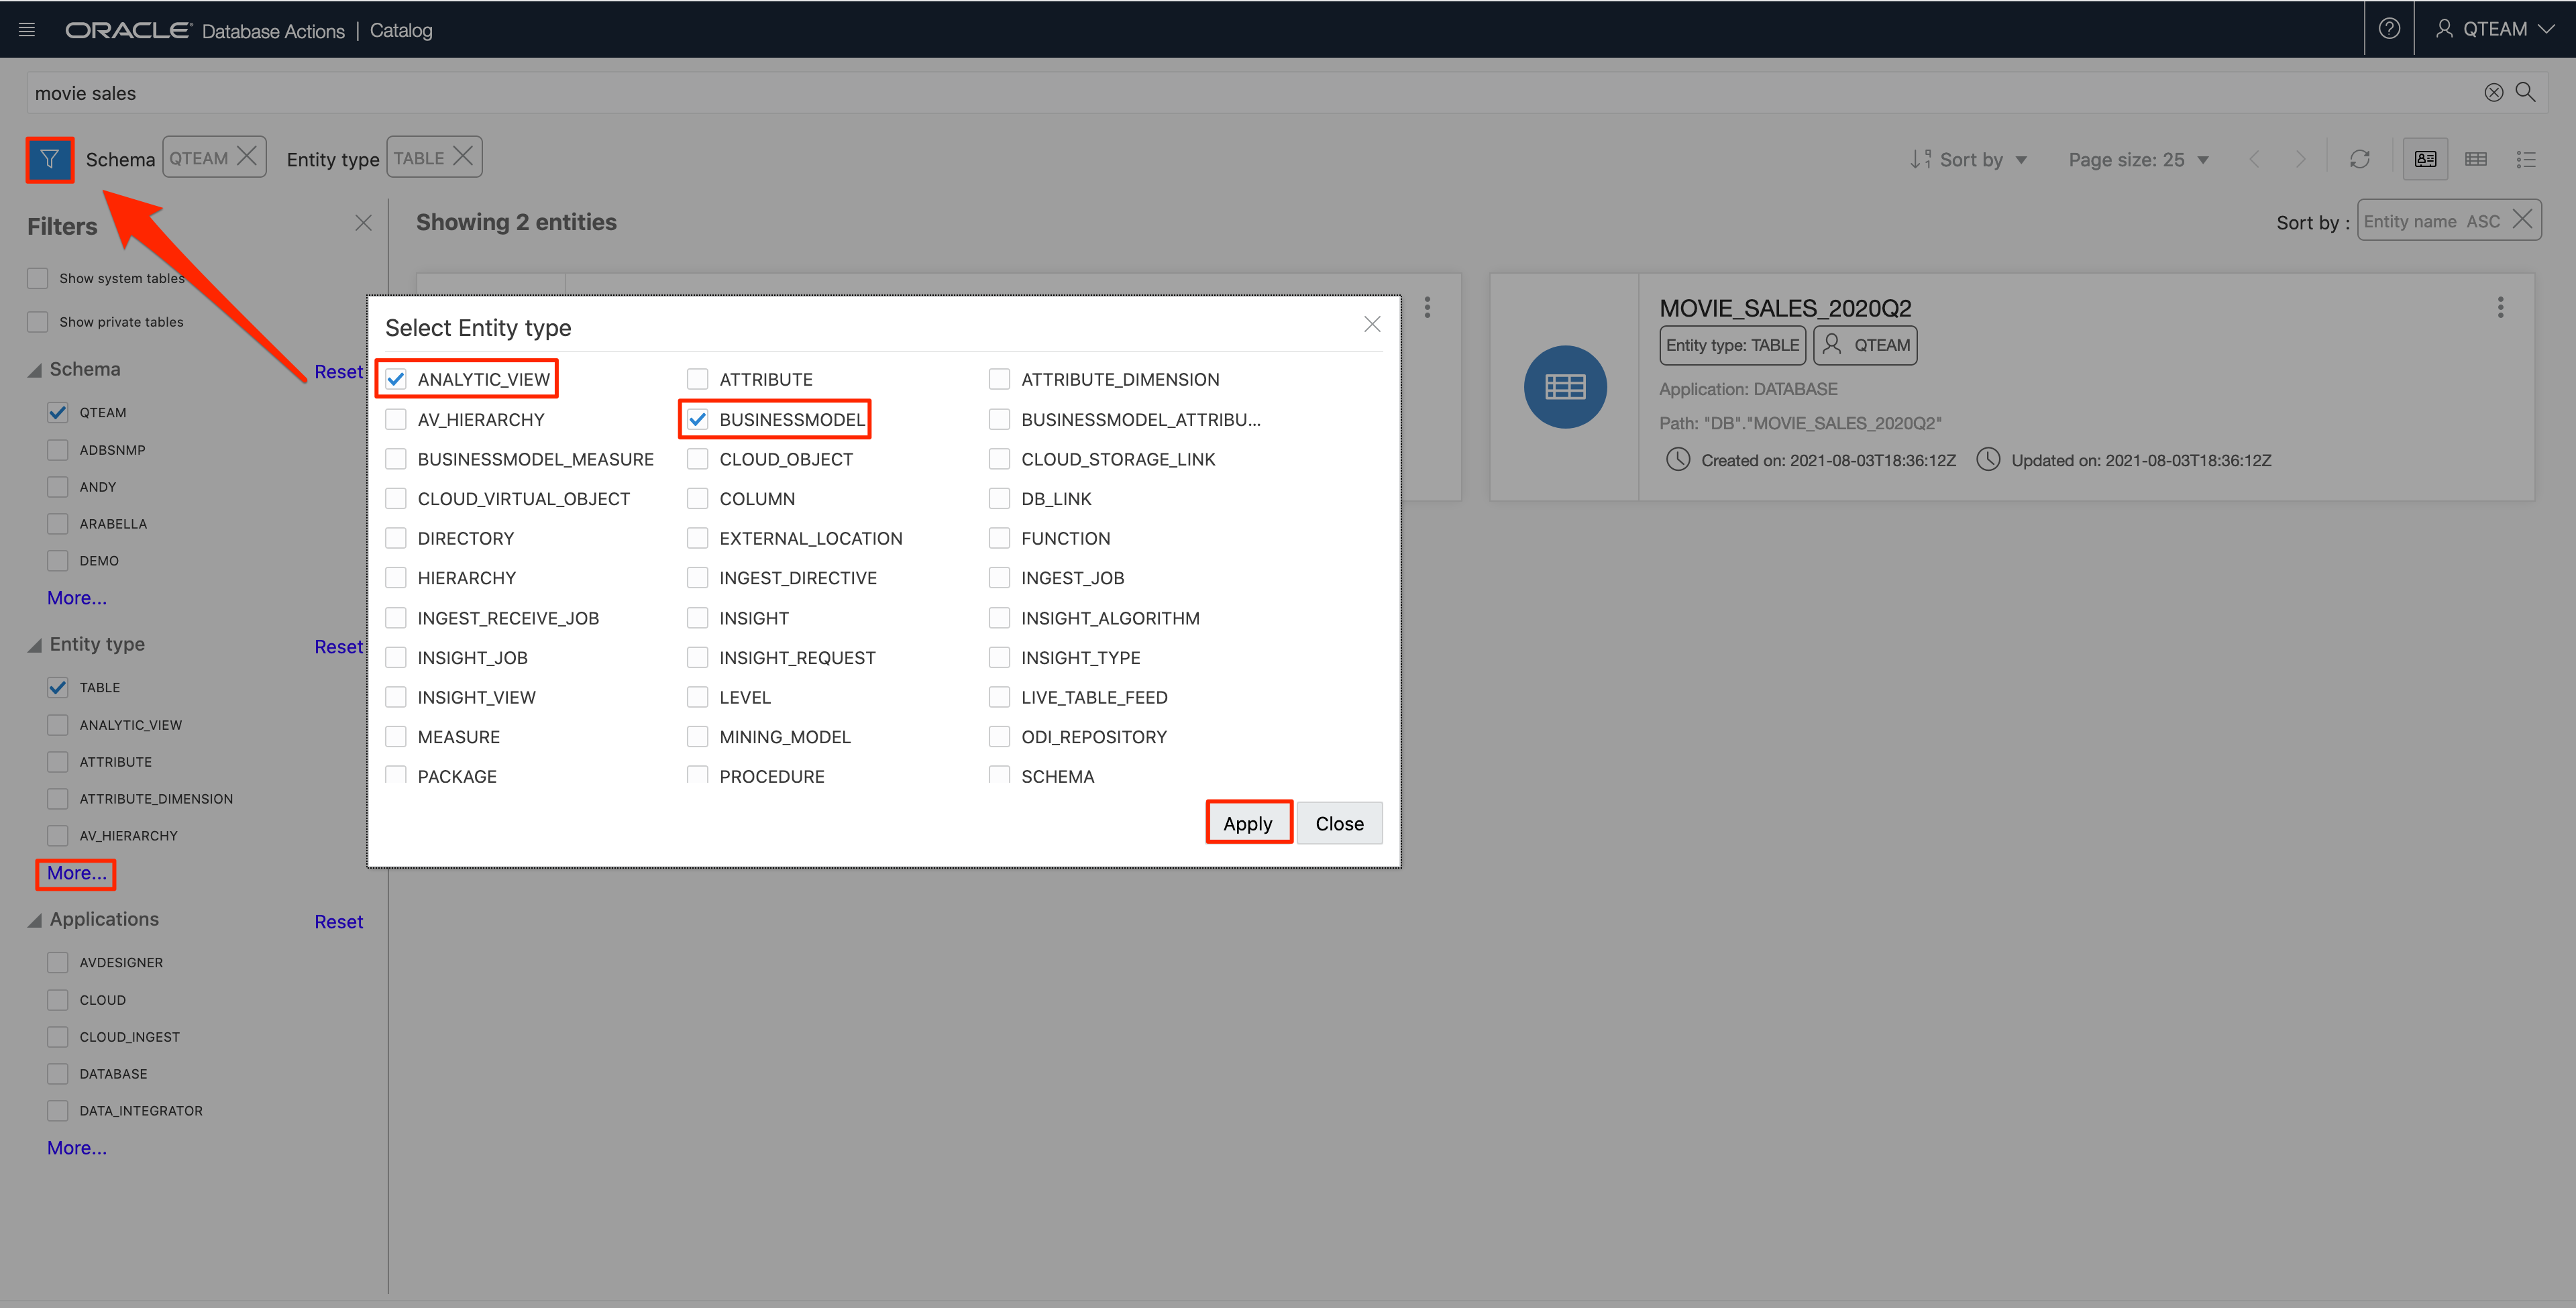 ORACLE Database Actions | Catalog
QTEAM
movie sales
Schema QTEAM Entity type TABLE
Sort by Page size: 25
Filters
Showing 2 entities
Sort by : Entity name ASC
Show system tables
Show private tables
Schema Reset
QTEAM
ADBSNMP
ANDY
ARABELLA
DEMO
More...
Entity type Reset
TABLE
ANALYTIC_VIEW
ATTRIBUTE
ATTRIBUTE_DIMENSION
AV_HIERARCHY
More...
Applications Reset
AVDESIGNER
CLOUD
CLOUD_INGEST
DATABASE
DATA_INTEGRATOR
More...
Select Entity type
ANALYTIC_VIEW ATTRIBUTE ATTRIBUTE_DIMENSION
AV_HIERARCHY BUSINESSMODEL BUSINESSMODEL_ATTRIBU...
BUSINESSMODEL_MEASURE CLOUD_OBJECT CLOUD_STORAGE_LINK
CLOUD_VIRTUAL_OBJECT COLUMN DB_LINK
DIRECTORY EXTERNAL_LOCATION FUNCTION
HIERARCHY INGEST_DIRECTIVE INGEST_JOB
INGEST_RECEIVE_JOB INSIGHT INSIGHT_ALGORITHM
INSIGHT_JOB INSIGHT_REQUEST INSIGHT_TYPE
INSIGHT_VIEW LEVEL LIVE_TABLE_FEED
MEASURE MINING_MODEL ODI_REPOSITORY
PACKAGE PROCEDURE SCHEMA
Apply Close
MOVIE_SALES_2020Q2
Entity type: TABLE QTEAM
Application: DATABASE
Path: "DB"."MOVIE_SALES_2020Q2"
Created on: 2021-08-03T18:36:12Z Updated on: 2021-08-03T18:36:12Z